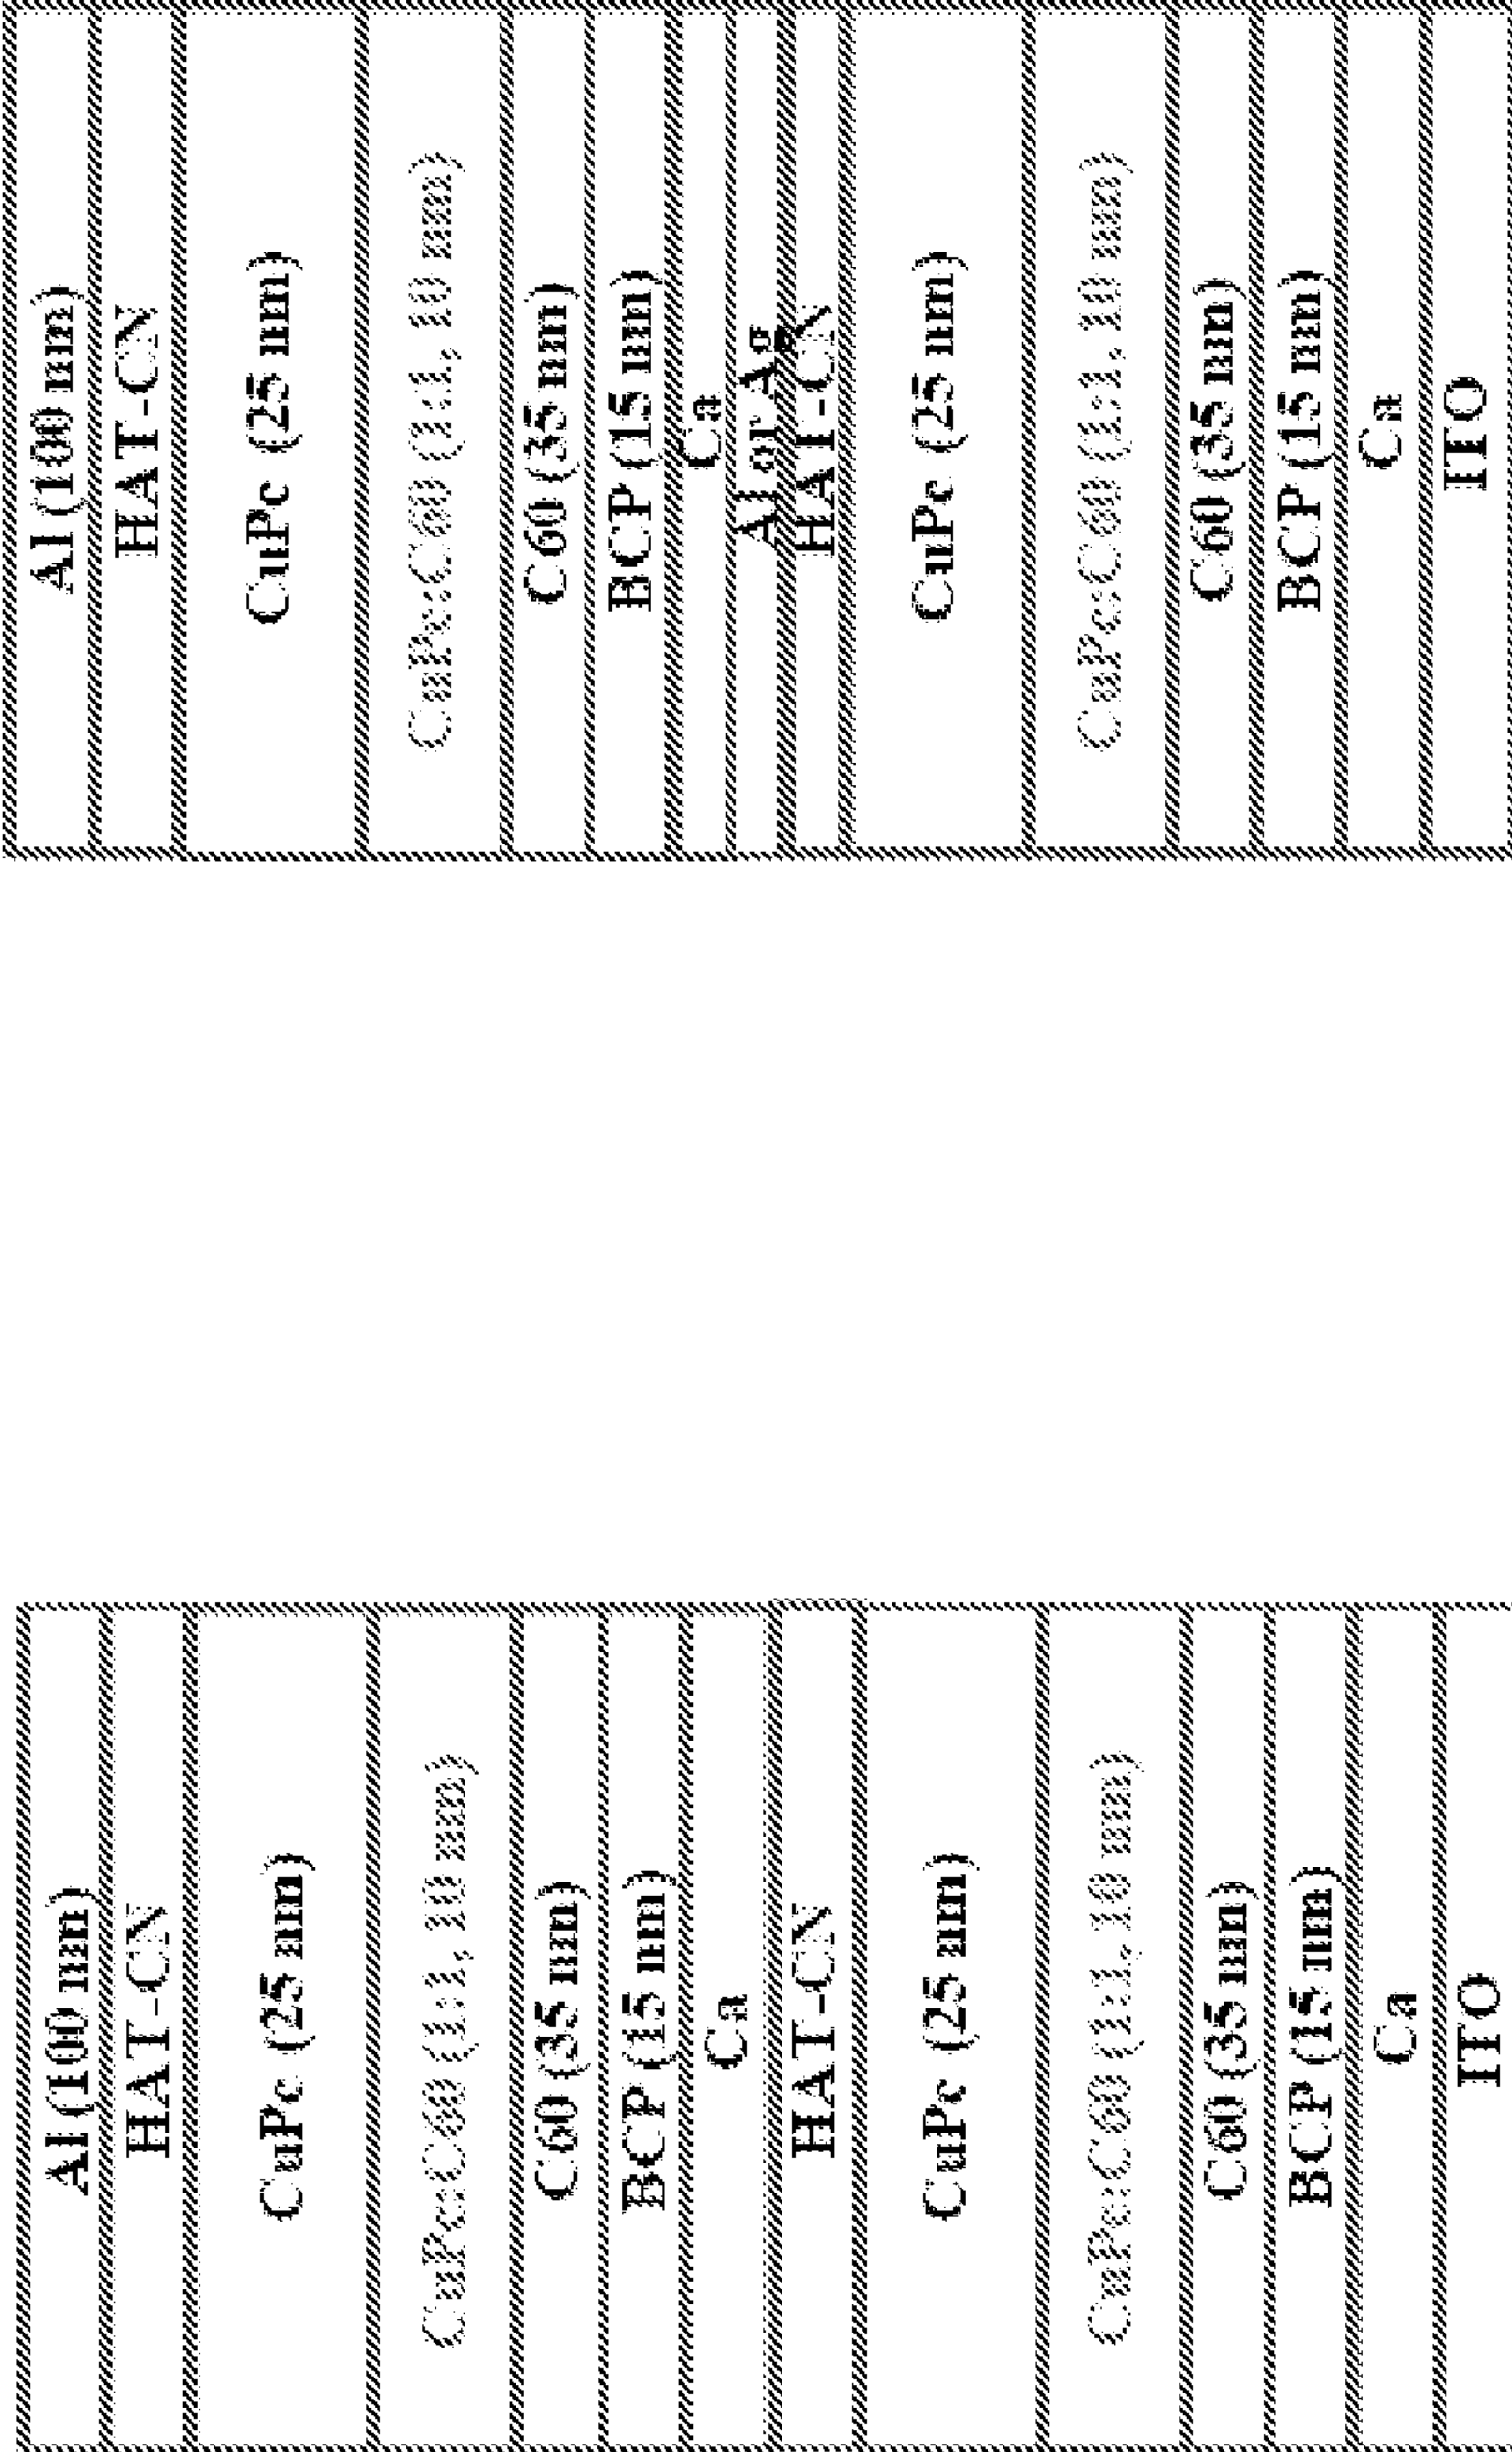 Al (100 nm)
HAT-CN
CuPc (25 nm)
CuPc:C60 (1:1, 10 nm)
C60 (35 nm)
BCP (15 nm)
Ca
HAT-CN
CuPc (25 nm)
CuPc:C60 (1:1, 10 nm)
C60 (35 nm)
BCP (15 nm)
Ca
ITO
Al (100 nm)
HAT-CN
CuPc (25 nm)
CuPc:C60 (1:1, 10 nm)
C60 (35 nm)
BCP (15 nm)
Ca
Al or Ag
HAT-CN
CuPc (25 nm)
CuPc:C60 (1:1, 10 nm)
C60 (35 nm)
BCP (15 nm)
Ca
ITO